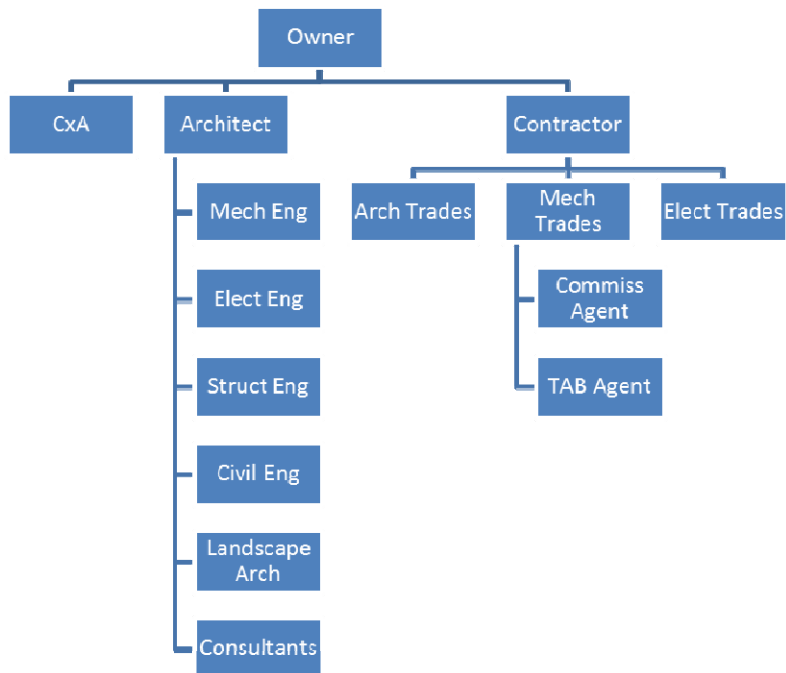 Owner
CxA
Architect
Contractor
Mech Eng
Arch Trades
Mech
Trades
Elect Trades
Elect Eng
Commiss
Agent
Struct Eng
TAB Agent
Civil Eng
Landscape
Arch
Consultants